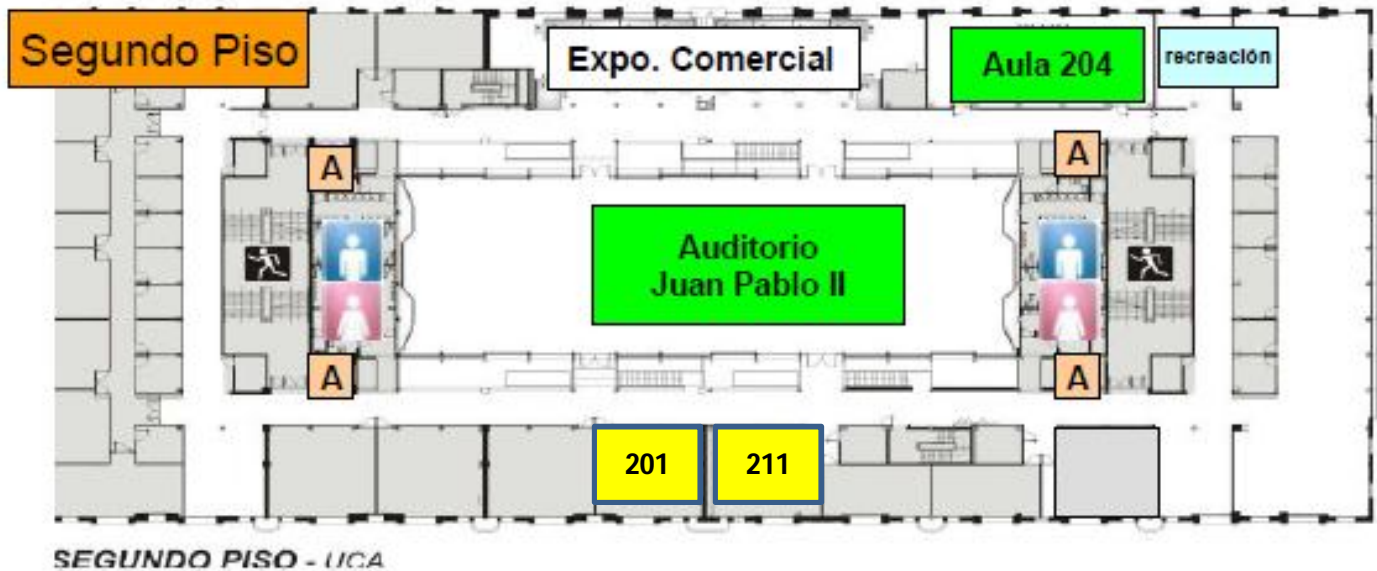 Segundo Piso
Expo. Comercial
Aula 204
recreación
A
A
Auditorio
Juan Pablo II
A
A
201
211
SEGUNDO PISO - UCA